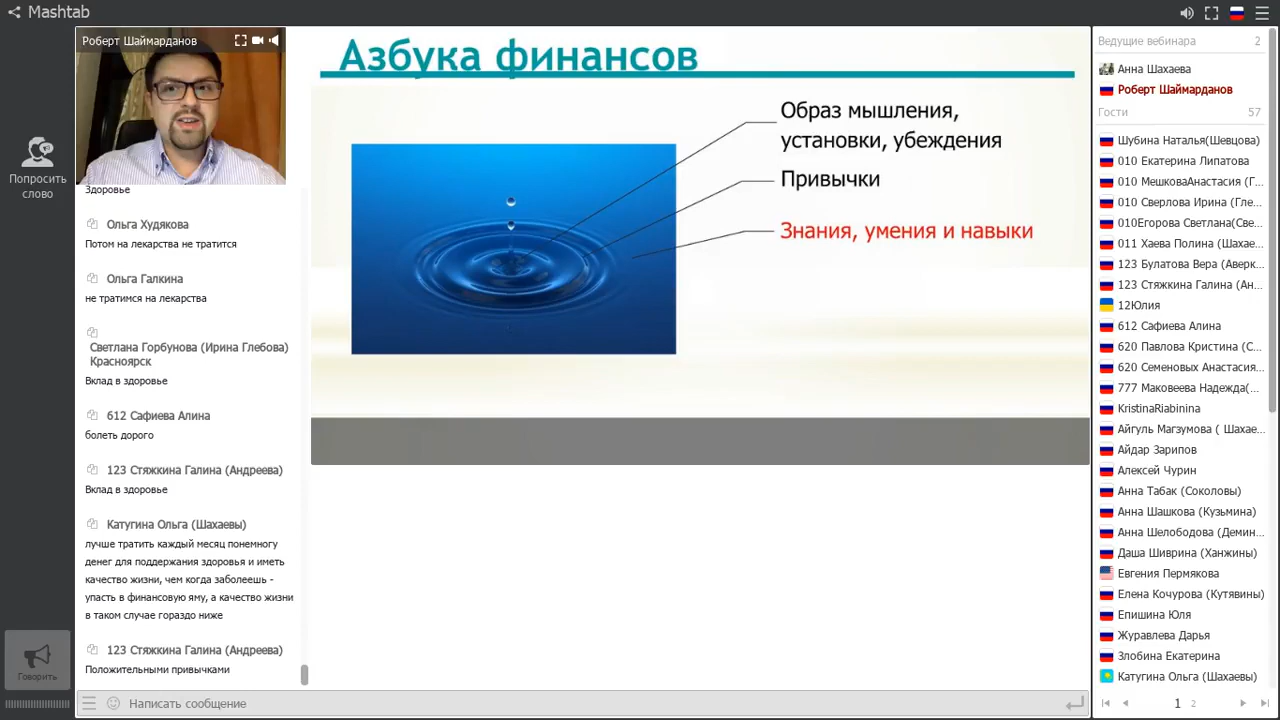 Mashtab
Попросить
слово
Говорить
Роберт Шаймарданов
Здоровье
Ольга Худякова
Потом на лекарства не тратится
Ольга Галкина
не тратимся на лекарства
Светлана Горбунова (Ирина Глебова)
Красноярск
Вклад в здоровье
612 Сафиева Алина
болеть дорого
123 Стяжкина Галина (Андреева)
Вклад в здоровье
Катугина Ольга (Шахаевы)
лучше тратить каждый месяц понемногу
денег для поддержания здоровья и иметь
качество жизни, чем когда заболеешь -
упасть в финансовую яму, а качество жизни
в таком случае гораздо ниже
123 Стяжкина Галина (Андреева)
Положительными привычками
Написать сообщение
Азбука финансов
Образ мышления,
установки, убеждения
Привычки
Знания, умения и навыки
Ведущие вебинара 2
Анна Шахаева
Роберт Шаймарданов
Гости 57
Шубина Наталья(Шевцова)
010 Екатерина Липатова
010 МешковаАнастасия (Г...
010 Сверлова Ирина (Гле...
010Егорова Светлана(Све...
011 Хаева Полина (Шахае...
123 Булатова Вера (Аверк...
123 Стяжкина Галина (Ан...
12Юлия
612 Сафиева Алина
620 Павлова Кристина (С...
620 Семеновых Анастасия...
777 Маковеева Надежда(...
KristinaRiabinina
Айгуль Магзумова ( Шахае...
Айдар Зарипов
Алексей Чурин
Анна Табак (Соколовы)
Анна Шашкова (Кузьмина)
Анна Шелободова (Демин...
Даша Шиврина (Ханжины)
Евгения Пермякова
Елена Кочурова (Кутявины)
Епишина Юля
Журавлева Дарья
Злобина Екатерина
Катугина Ольга (Шахаевы)
1 2